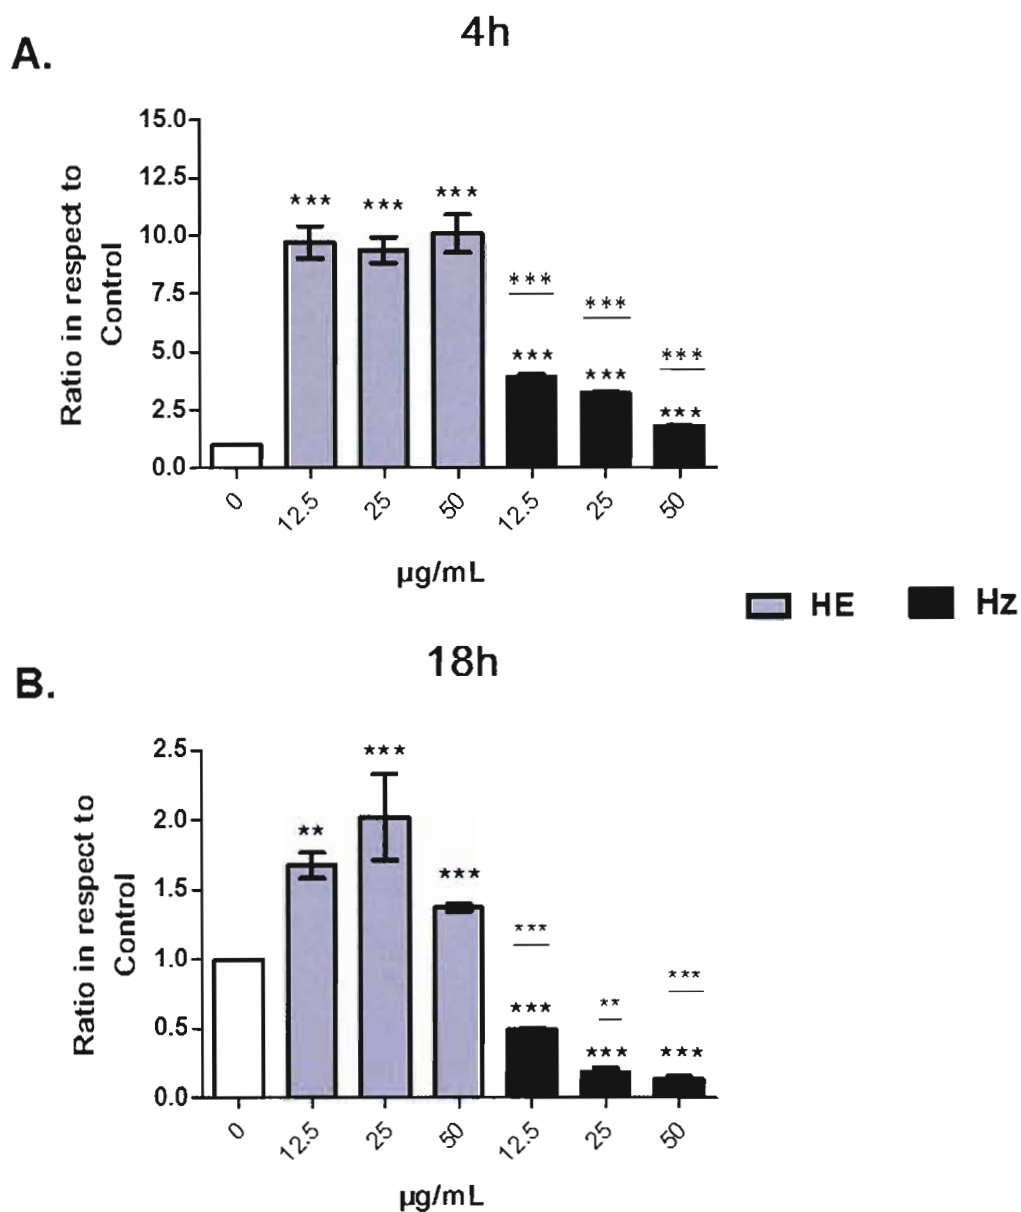 4h
A.
Ratio in respect to
Control
15.0
12.5
10.0
7.5
5.0
2.5
0.0
*** *** *** *** *** ***
*** *** ***
0 12.5 25 50 12.5 25 50
µg/mL
HE Hz
18h
B.
Ratio in respect to
Control
2.5
2.0
1.5
1.0
0.5
0.0
** *** *** *** ** ***
*** *** ***
0 12.5 25 50 12.5 25 50
µg/mL